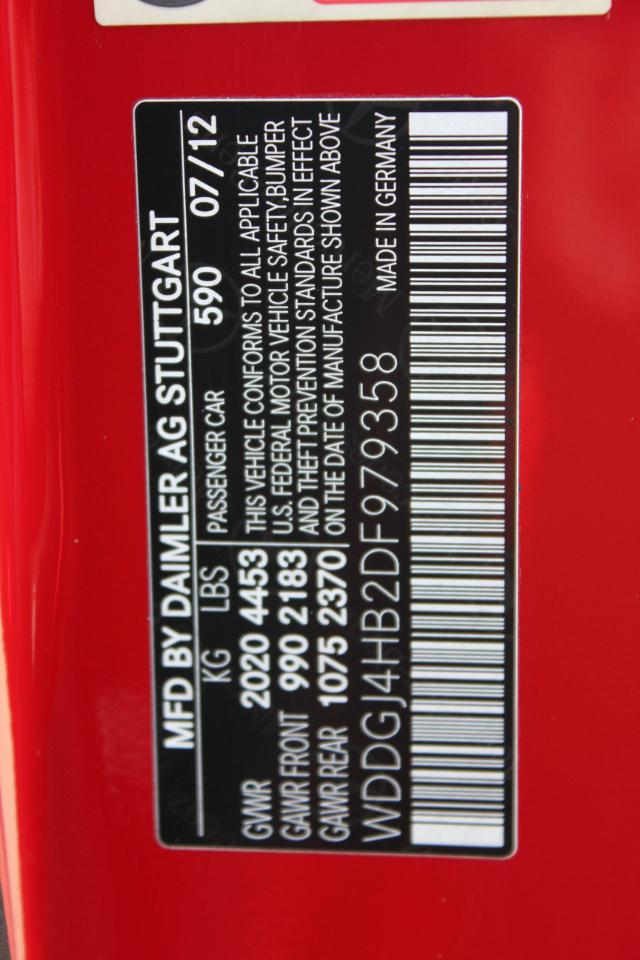 MFD BY DAIMLER AG STUTTGART
KG LBS PASSENGER CAR 590 07/12
GVWR 2020 4453 THIS VEHICLE CONFORMS TO ALL APPLICABLE
GAWR FRONT 990 2183 U.S. FEDERAL MOTOR VEHICLE SAFETY,BUMPER
AND THEFT PREVENTION STANDARDS IN EFFECT
GAWR REAR 1075 2370 ON THE DATE OF MANUFACTURE SHOWN ABOVE
WDDGJ4HB2DF979358 MADE IN GERMANY